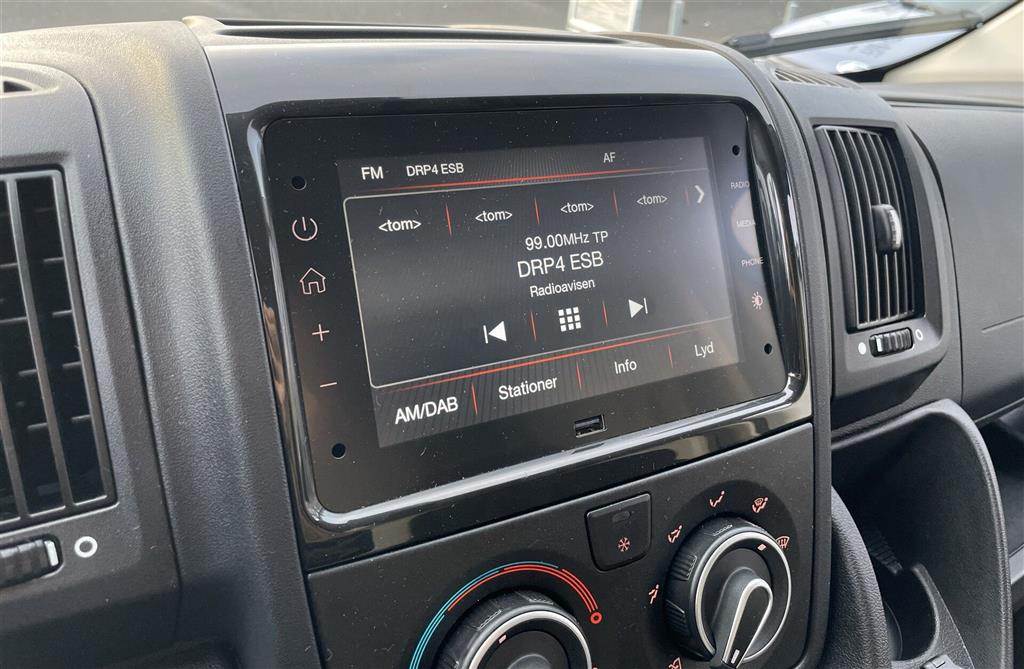 FM DRP4 ESB AF
<tom> <tom> <tom> <tom>
99.00MHz TP
DRP4 ESB
Radioavisen
AM/DAB Stationer Info Lyd
RADIO
MEDIA
PHONE